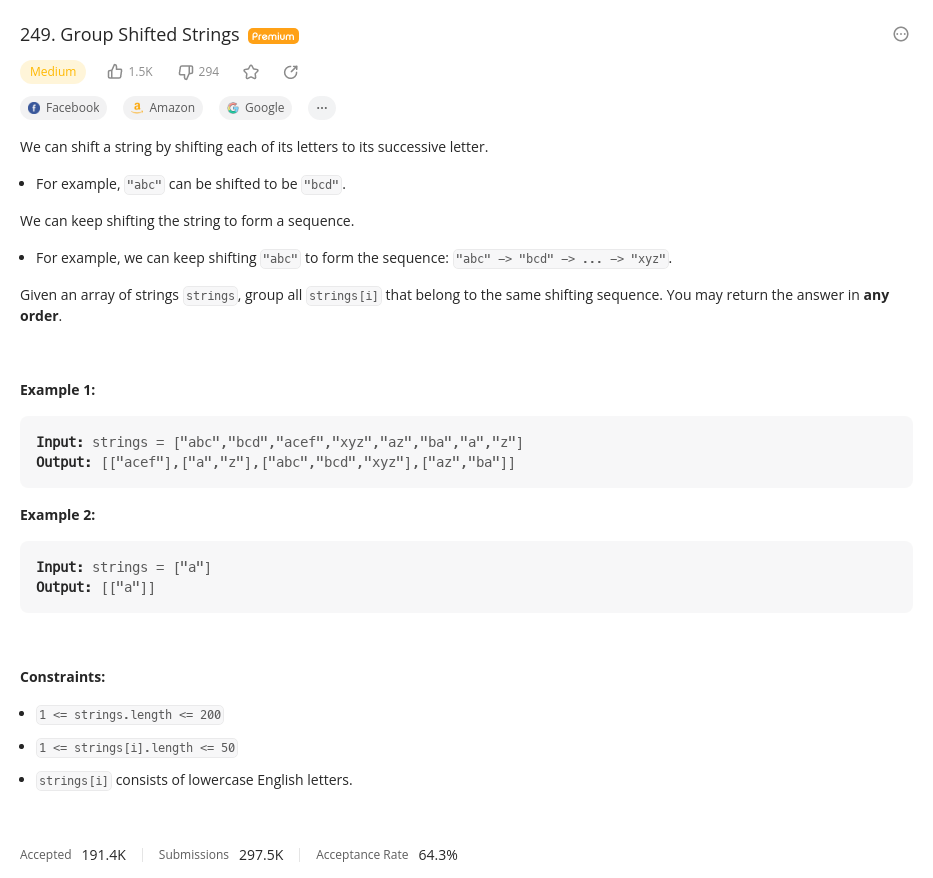 249. Group Shifted Strings Premium
Medium 1.5K 294
Facebook Amazon Google ...
We can shift a string by shifting each of its letters to its successive letter.
• For example, "abc" can be shifted to be "bcd".
We can keep shifting the string to form a sequence.
• For example, we can keep shifting "abc" to form the sequence: "abc" -> "bcd" -> ... -> "xyz".
Given an array of strings strings, group all strings[i] that belong to the same shifting sequence. You may return the answer in any
order.
Example 1:
Input: strings = ["abc","bcd","acef","xyz","az","ba","a","z"]
Output: [["acef"],["a","z"],["abc","bcd","xyz"],["az","ba"]]
Example 2:
Input: strings = ["a"]
Output: [["a"]]
Constraints:
• 1 <= strings.length <= 200
• 1 <= strings[i].length <= 50
• strings[i] consists of lowercase English letters.
Accepted 191.4K Submissions 297.5K Acceptance Rate 64.3%